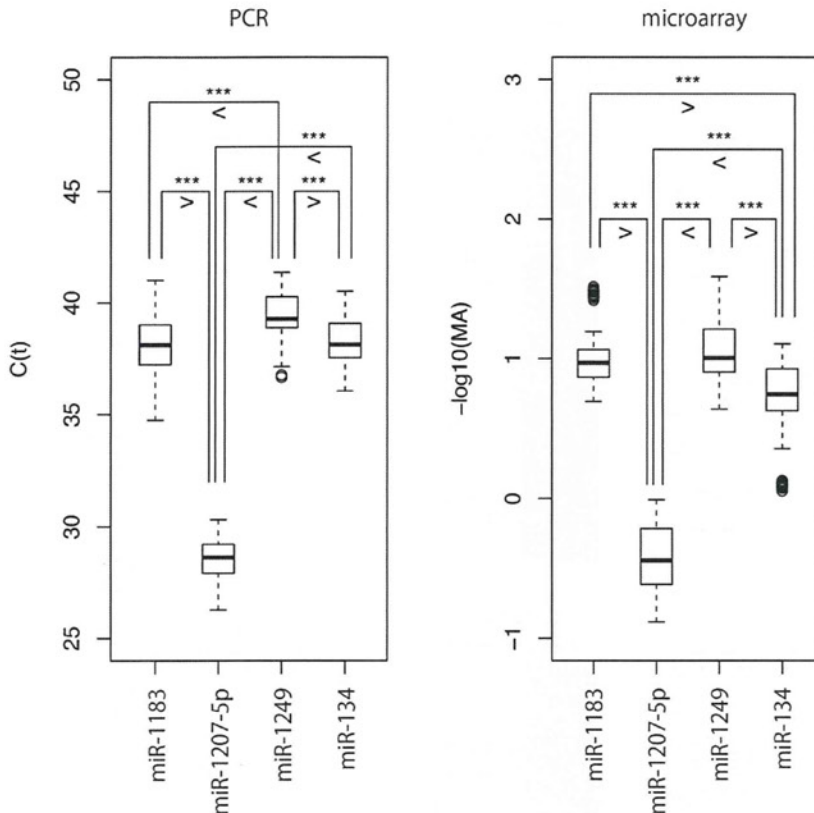 PCR
C(t)
50
45
40
35
30
25
***
<
***
<
***
>
***
<
***
>
miR-1183
miR-1207-5p
miR-1249
miR-134
microarray
-log10(MA)
3
2
1
0
-1
***
>
***
<
***
>
***
<
***
>
miR-1183
miR-1207-5p
miR-1249
miR-134